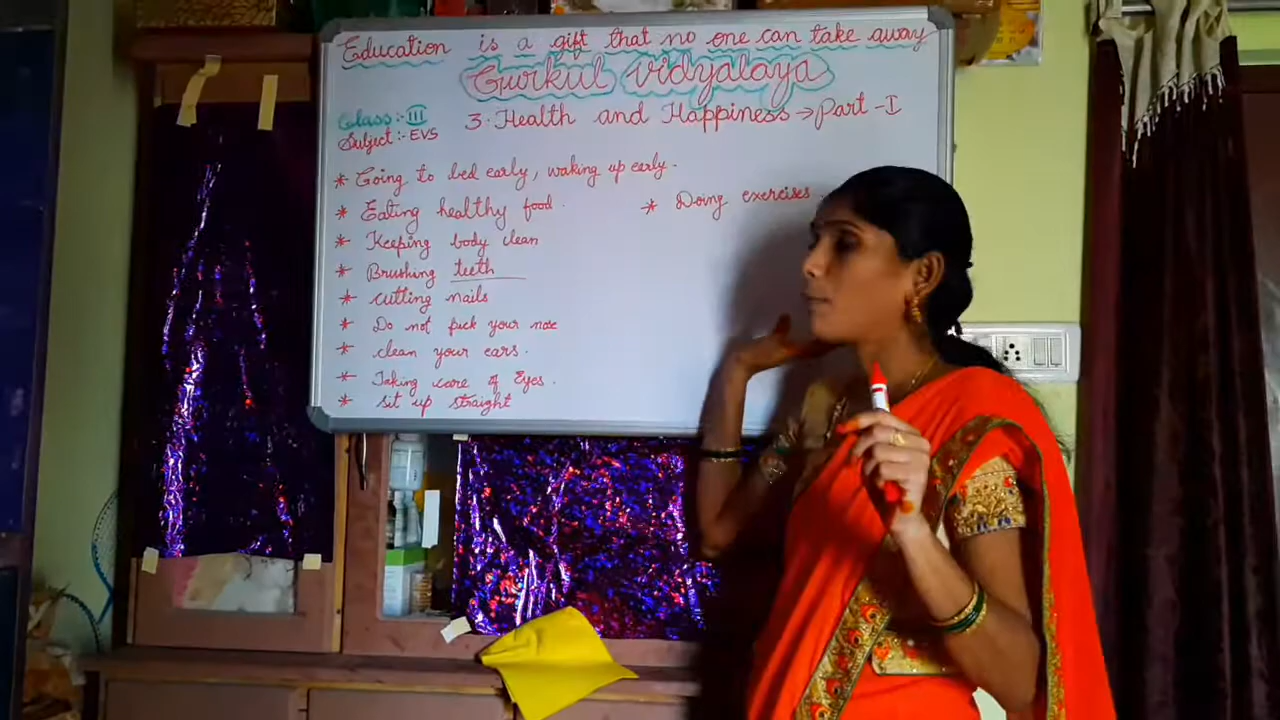 Education is a gift that no one can take away
Gurkul Vidyalaya
Class:- III
Subject:- EVS
3. Health and Happiness → Part - I
* Going to bed early, waking up early.
* Eating healthy food.
* Doing exercises
* Keeping body clean
* Brushing teeth
* cutting nails
* Do not pick your nose
* clean your ears.
* Taking care of Eyes.
* sit up straight